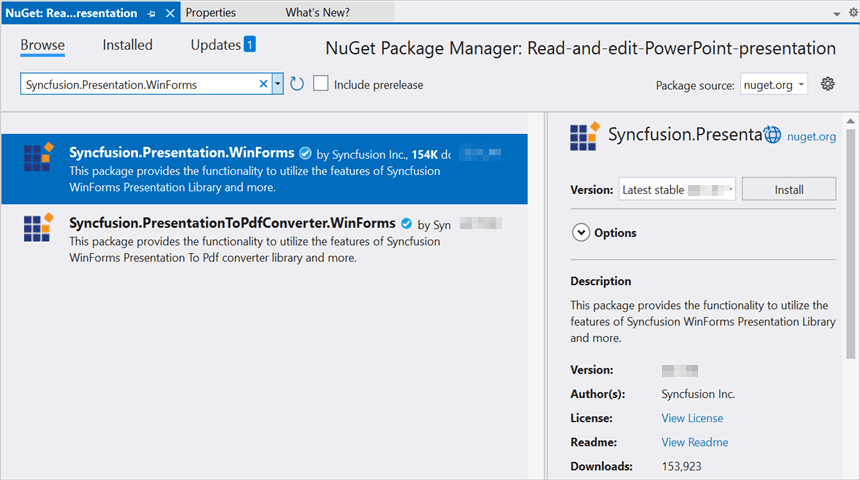 NuGet: Rea...resentation
Properties
What's New?
Browse
Installed
Updates 1
NuGet Package Manager: Read-and-edit-PowerPoint-presentation
Syncfusion.Presentation.WinForms
Include prerelease
Package source: nuget.org
Syncfusion.Presentation.WinForms by Syncfusion Inc., 154K do
This package provides the functionality to utilize the features of Syncfusion
WinForms Presentation Library and more.
Syncfusion.PresentationToPdfConverter.WinForms by Syn
This package provides the functionality to utilize the features of Syncfusion
WinForms Presentation To Pdf converter library and more.
Syncfusion.Presenta nuget.org
Version: Latest stable
Install
Options
Description
This package provides the functionality to utilize the
features of Syncfusion WinForms Presentation Library
and more.
Version:
Author(s): Syncfusion Inc.
License: View License
Readme: View Readme
Downloads: 153,923